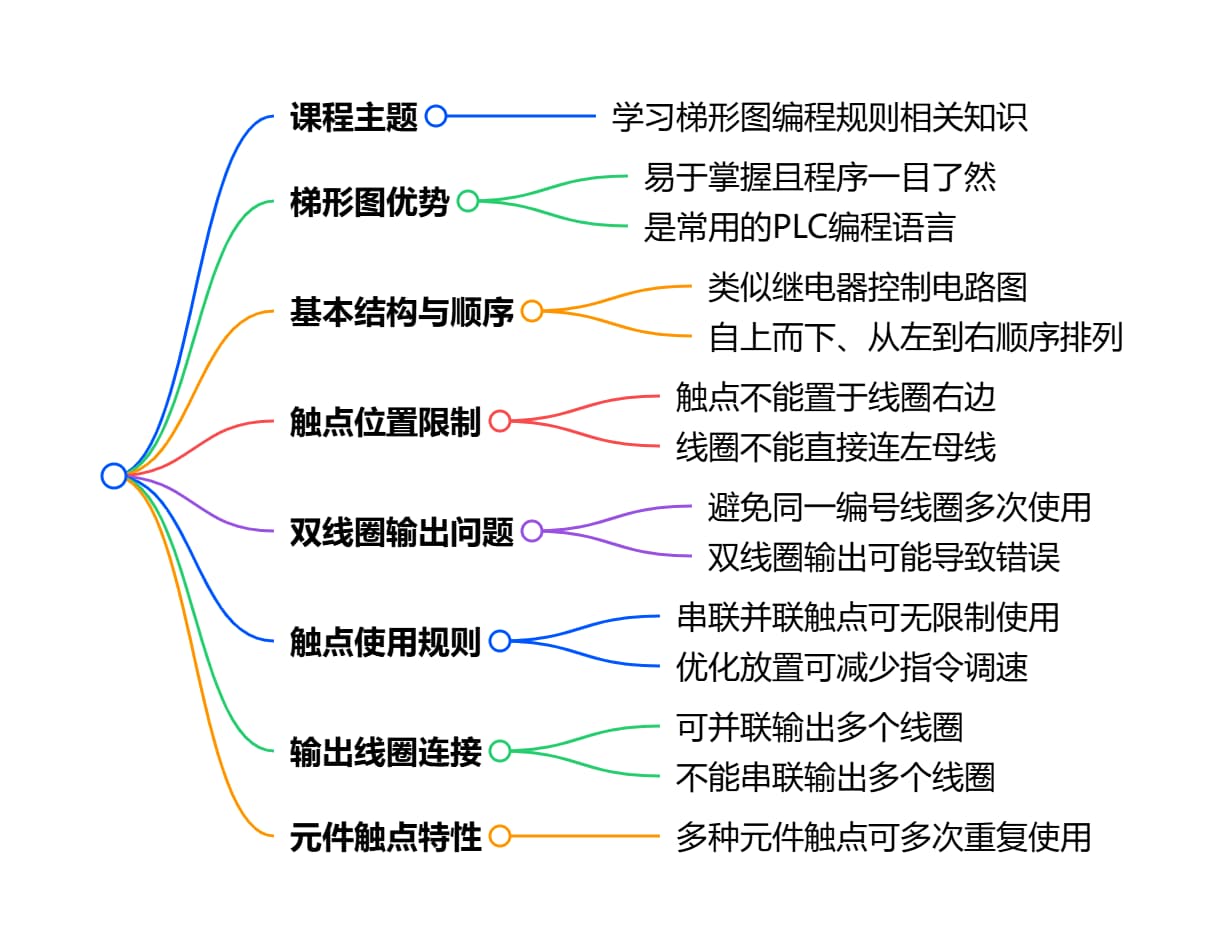 课程主题
学习梯形图编程规则相关知识
梯形图优势
易于掌握且程序一目了然
是常用的PLC编程语言
基本结构与顺序
类似继电器控制电路图
自上而下、从左到右顺序排列
触点位置限制
触点不能置于线圈右边
线圈不能直接连左母线
双线圈输出问题
避免同一编号线圈多次使用
双线圈输出可能导致错误
触点使用规则
串联并联触点可无限制使用
优化放置可减少指令调速
输出线圈连接
可并联输出多个线圈
不能串联输出多个线圈
元件触点特性
多种元件触点可多次重复使用